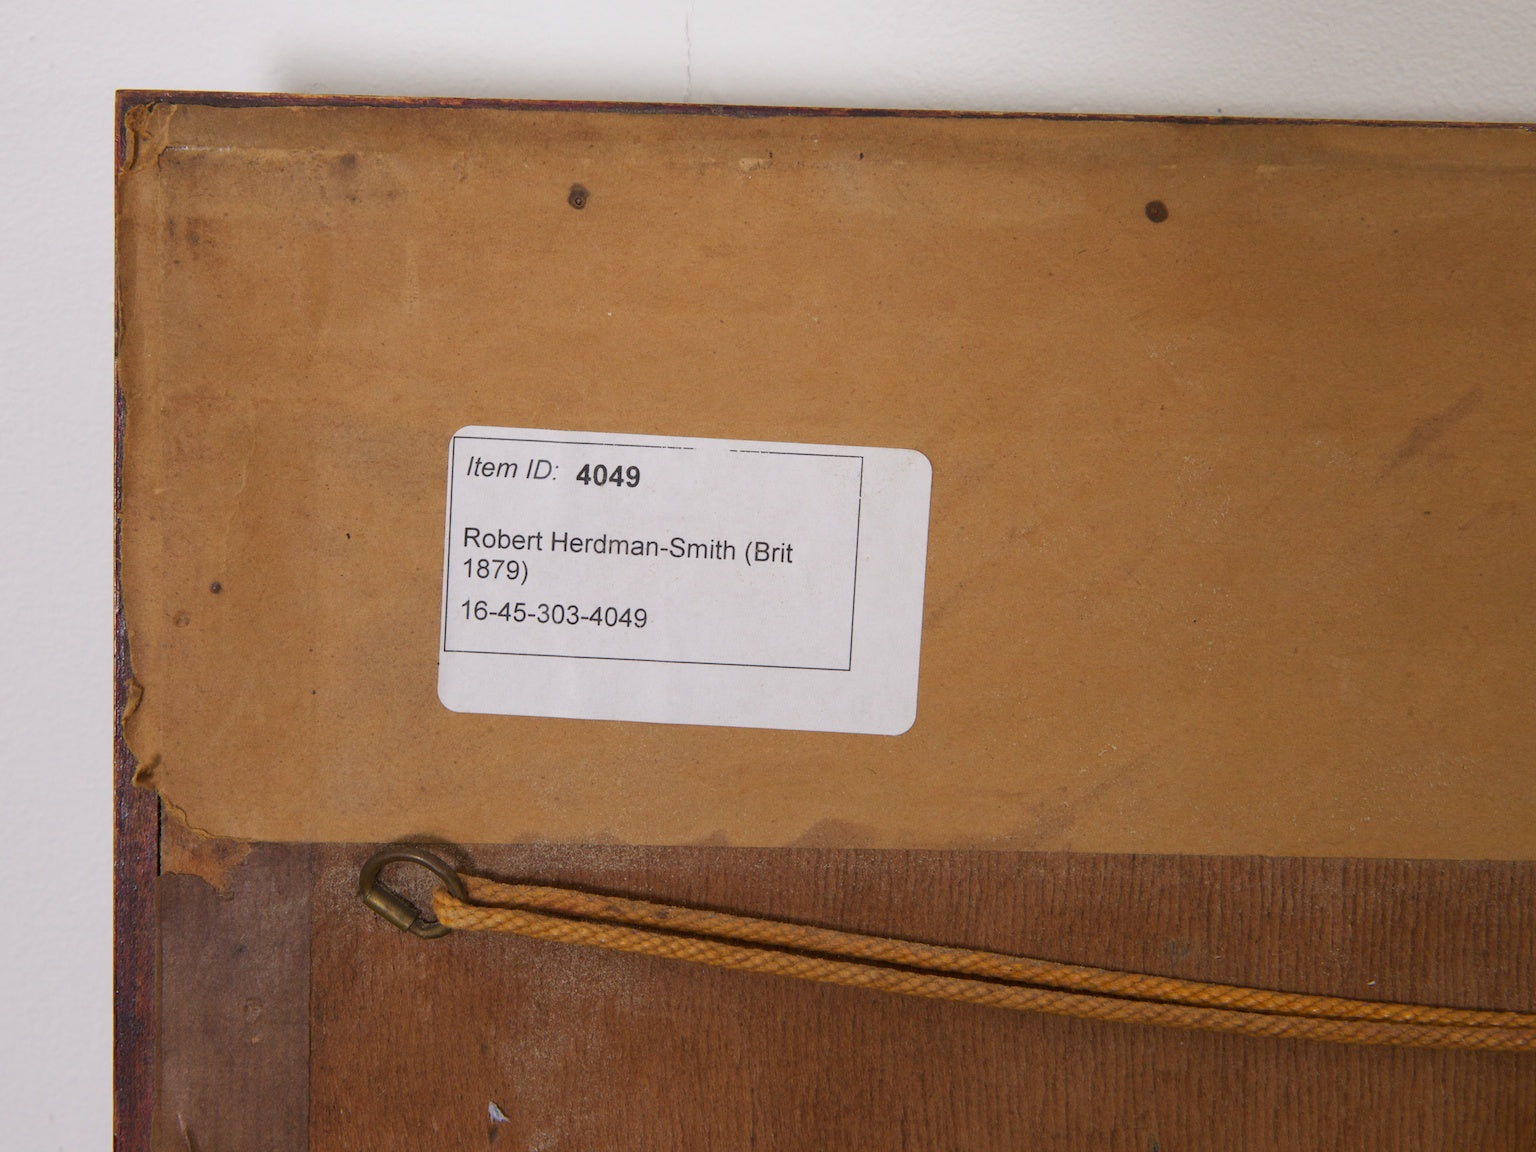 Item ID: 4049
Robert Herdman-Smith (Brit
1879)
16-45-303-4049